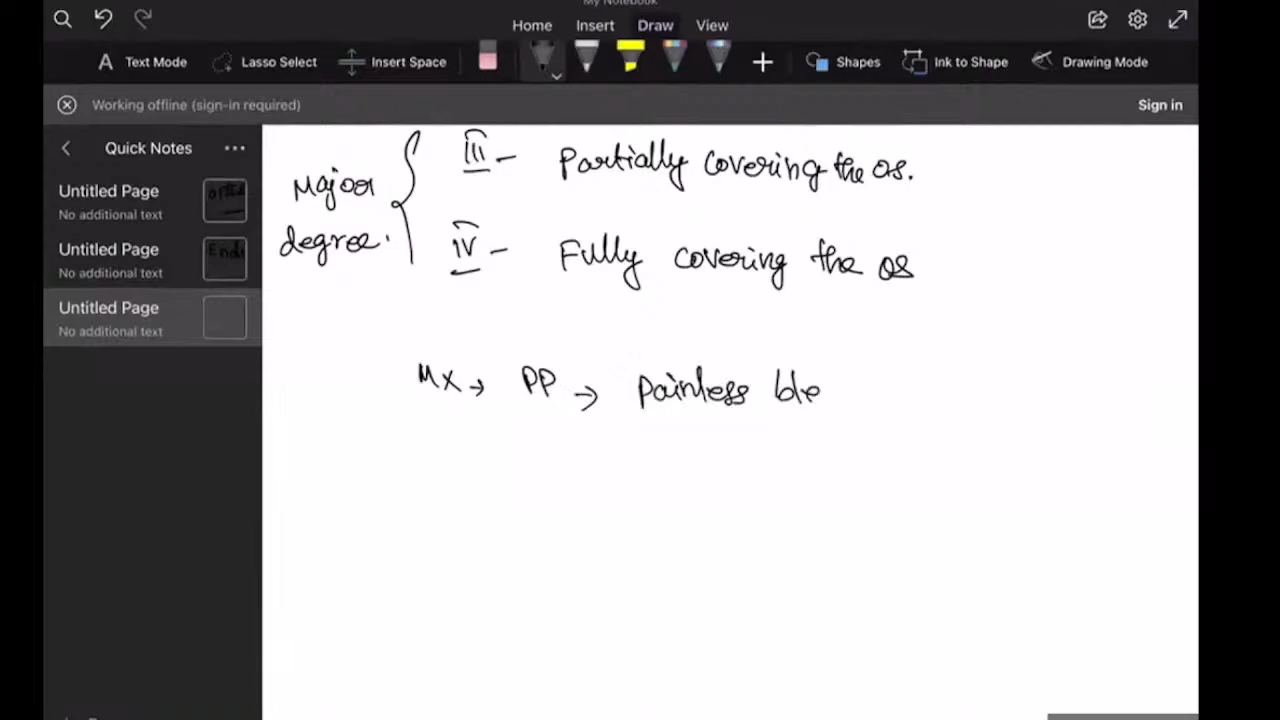 My Notebook
Home Insert Draw View
Text Mode Lasso Select Insert Space Shapes Ink to Shape Drawing Mode
Working offline (sign-in required) Sign in
Quick Notes
Untitled Page
No additional text
Untitled Page
No additional text
Untitled Page
No additional text
Major degree.
III - Partially covering the os.
IV - Fully covering the os
Mx → PP → Painless ble